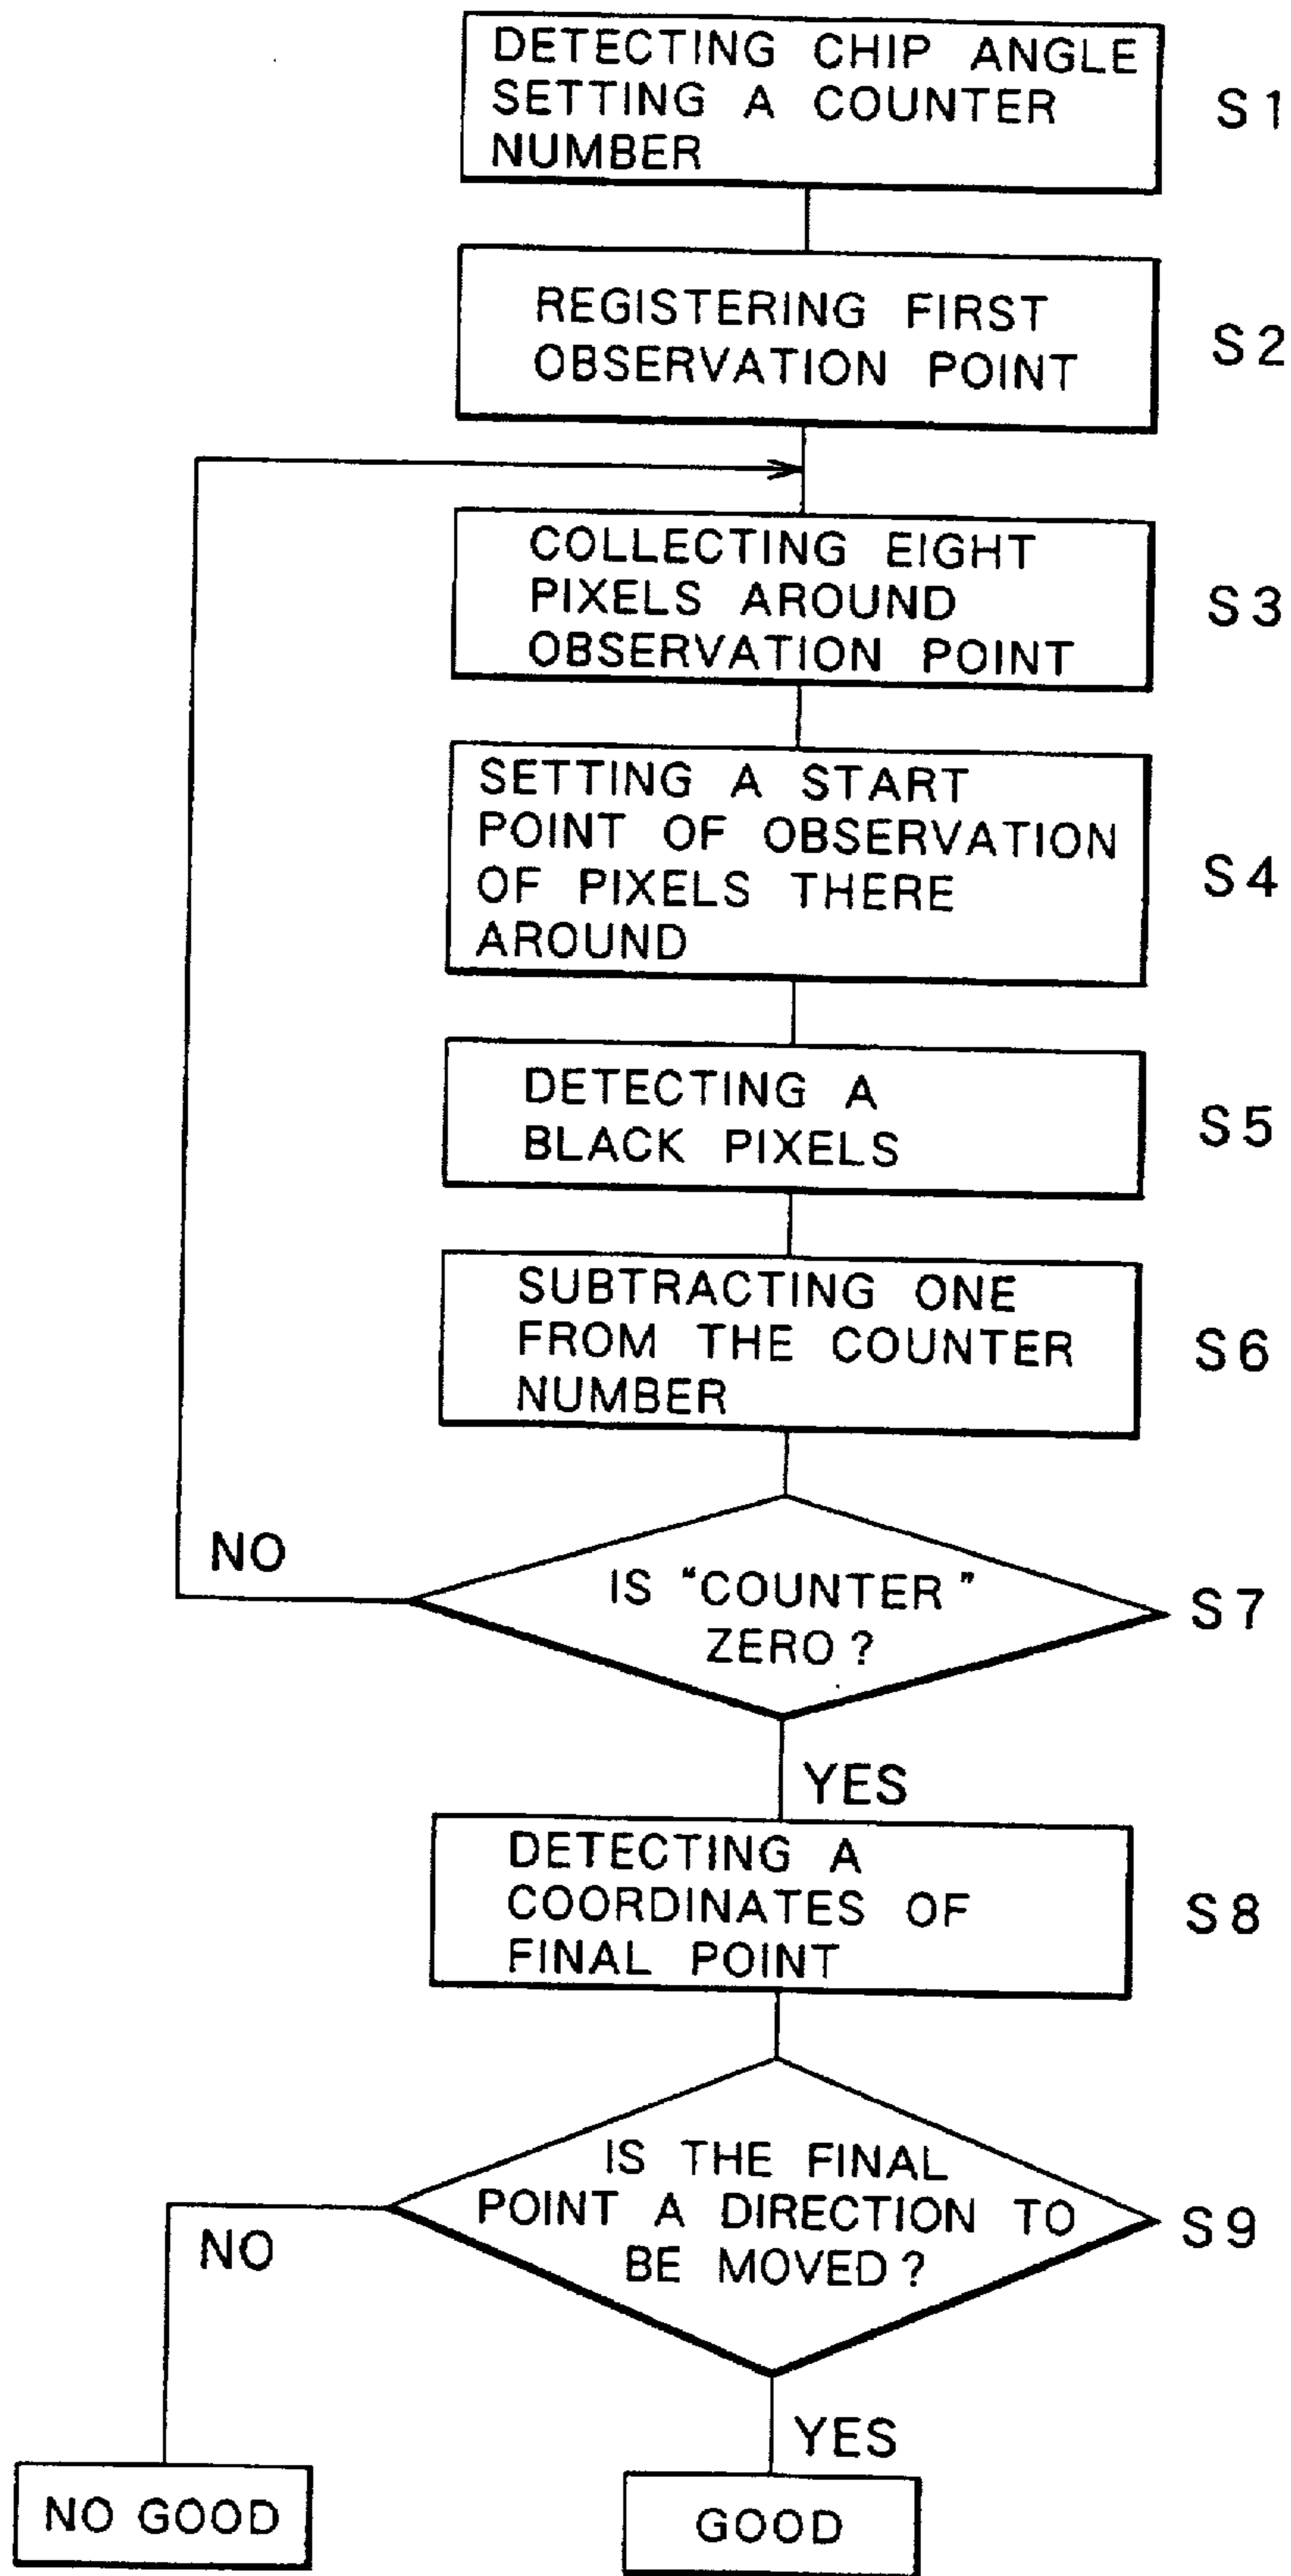 DETECTING CHIP ANGLE
SETTING A COUNTER
NUMBER
S1
REGISTERING FIRST
OBSERVATION POINT
S2
COLLECTING EIGHT
PIXELS AROUND
OBSERVATION POINT
S3
SETTING A START
POINT OF OBSERVATION
OF PIXELS THERE
AROUND
S4
DETECTING A
BLACK PIXELS
S5
SUBTRACTING ONE
FROM THE COUNTER
NUMBER
S6
NO
IS "COUNTER"
ZERO?
S7
YES
DETECTING A
COORDINATES OF
FINAL POINT
S8
IS THE FINAL
POINT A DIRECTION TO
BE MOVED?
S9
NO
YES
NO GOOD
GOOD